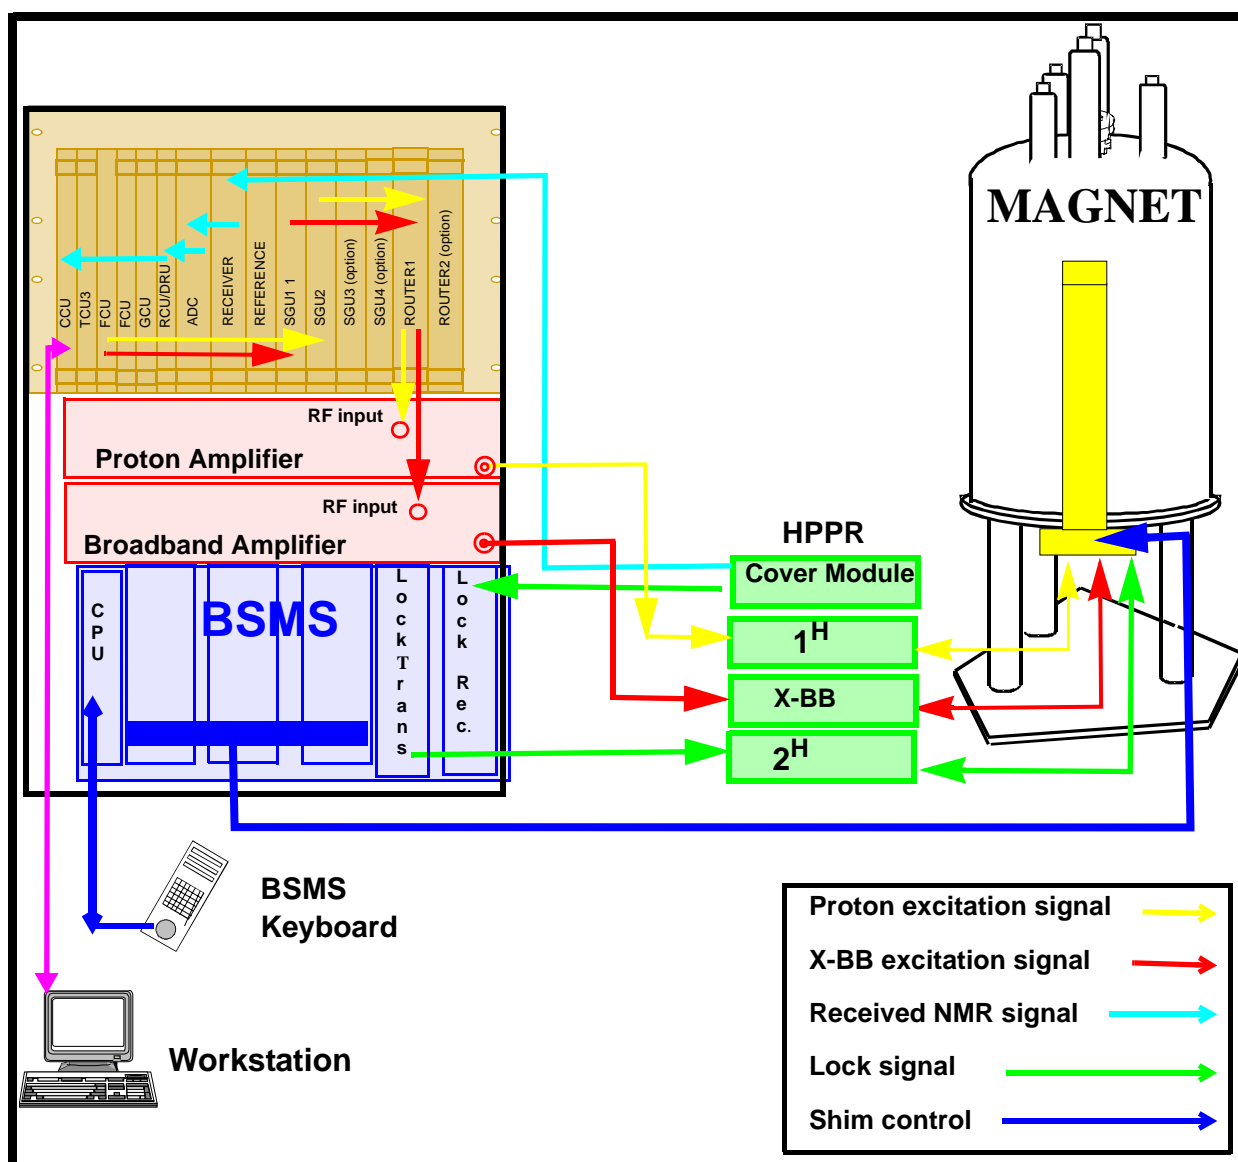 MAGNET
CCU
TCU3
FCU
FCU
GCU
RCU/DRU
ADC
RECEIVER
REFERENCE
SGU1 1
SGU2
SGU3 (option)
SGU4 (option)
ROUTER1
ROUTER2 (option)
RF input
Proton Amplifier
RF input
Broadband Amplifier
HPPR
Cover Module
1H
X-BB
2H
CPU
BSMS
LockTrans
Lock Rec.
BSMS
Keyboard
Workstation
Proton excitation signal
X-BB excitation signal
Received NMR signal
Lock signal
Shim control